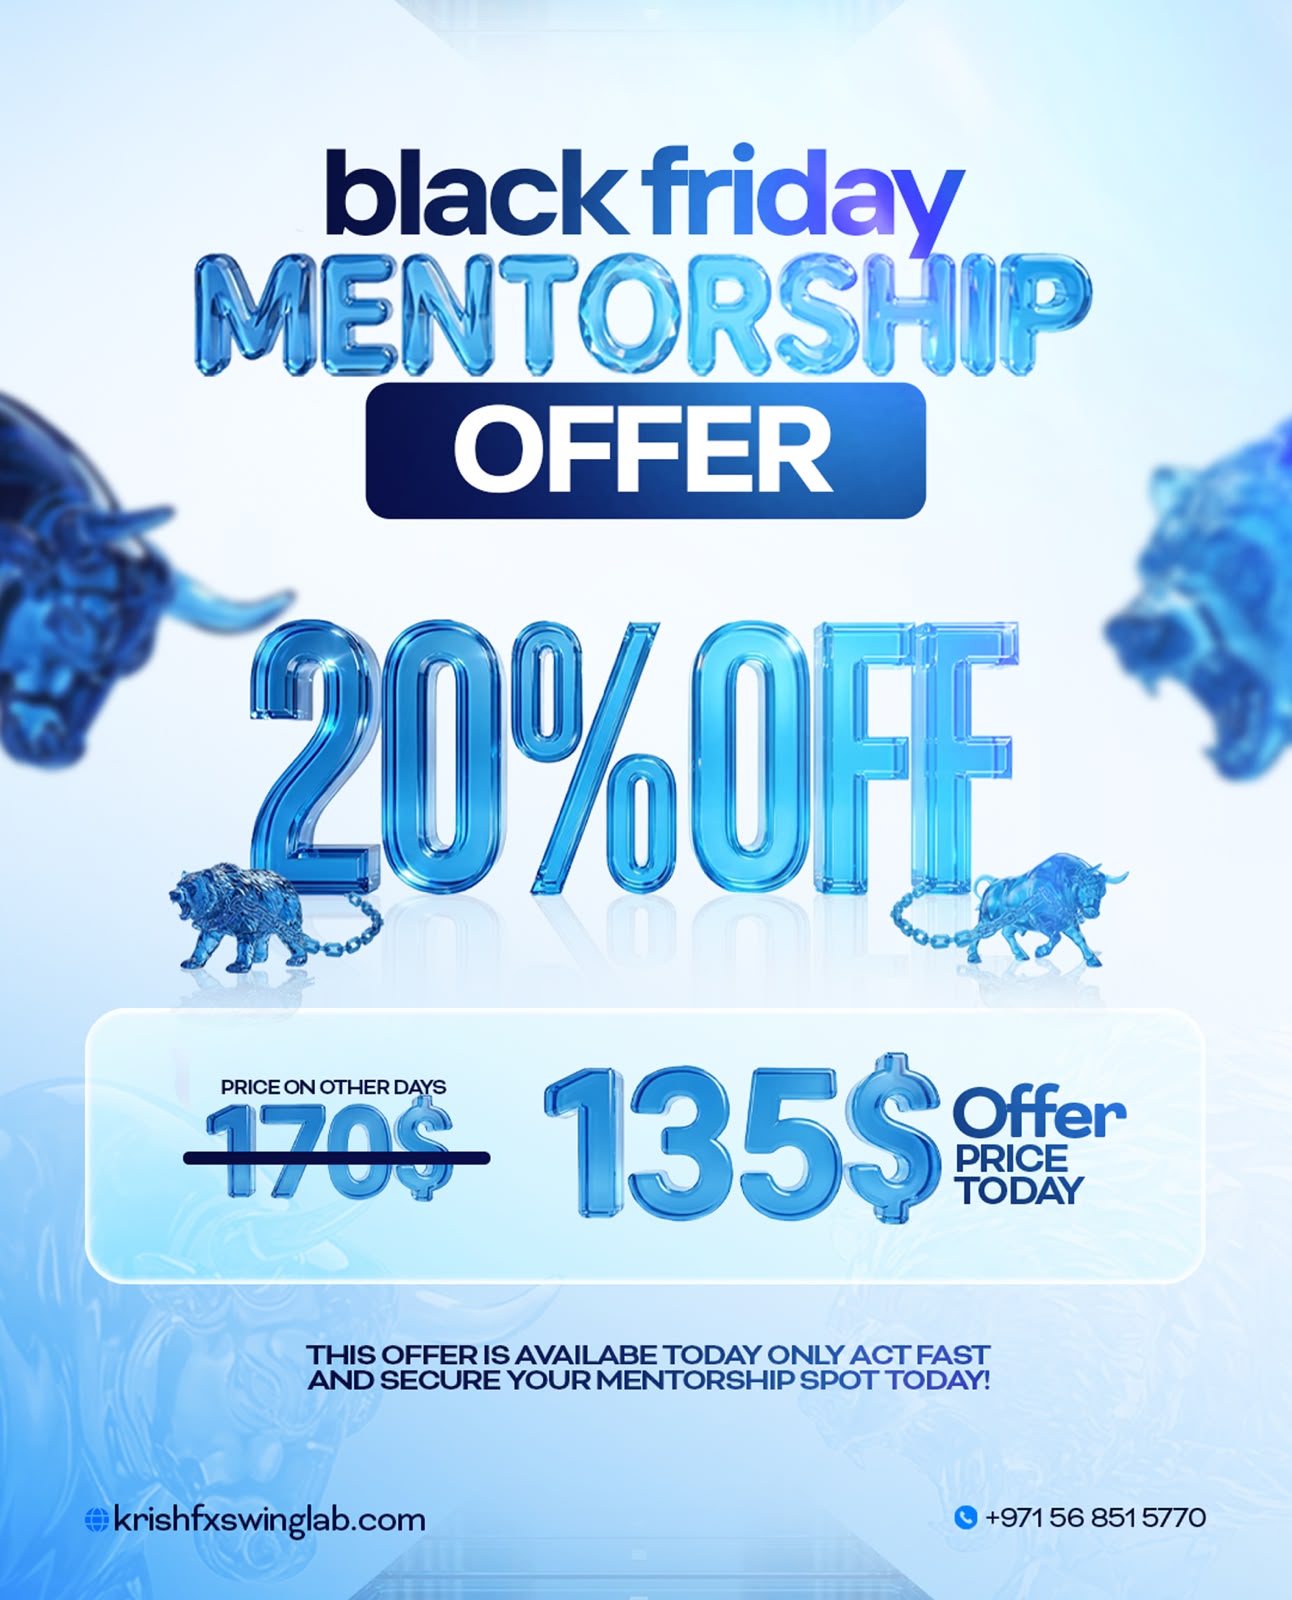 black friday
MENTORSHIP
OFFER
20%OFF
PRICE ON OTHER DAYS
170$
135$
Offer
PRICE
TODAY
THIS OFFER IS AVAILABE TODAY ONLY ACT FAST
AND SECURE YOUR MENTORSHIP SPOT TODAY!
krishfxswinglab.com
+971 56 851 5770